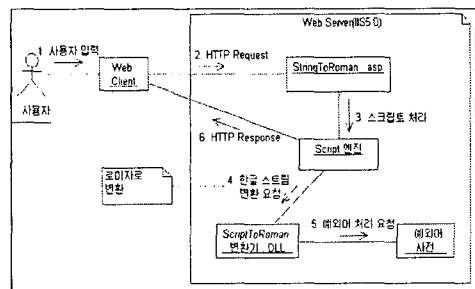 Web Server(IIS5.0)
1 사용자 입력
2. HTTP Request
Web
Client
StringToRoman . asp
사용자
3 스크립트 처리
6. HTTP Response
Script 엔진
로미자로
변환
4. 한글 스트림
변환 요청
5. 예외어 처리 요청
ScriptToRoman
변환기 . DLL
예외어
사전